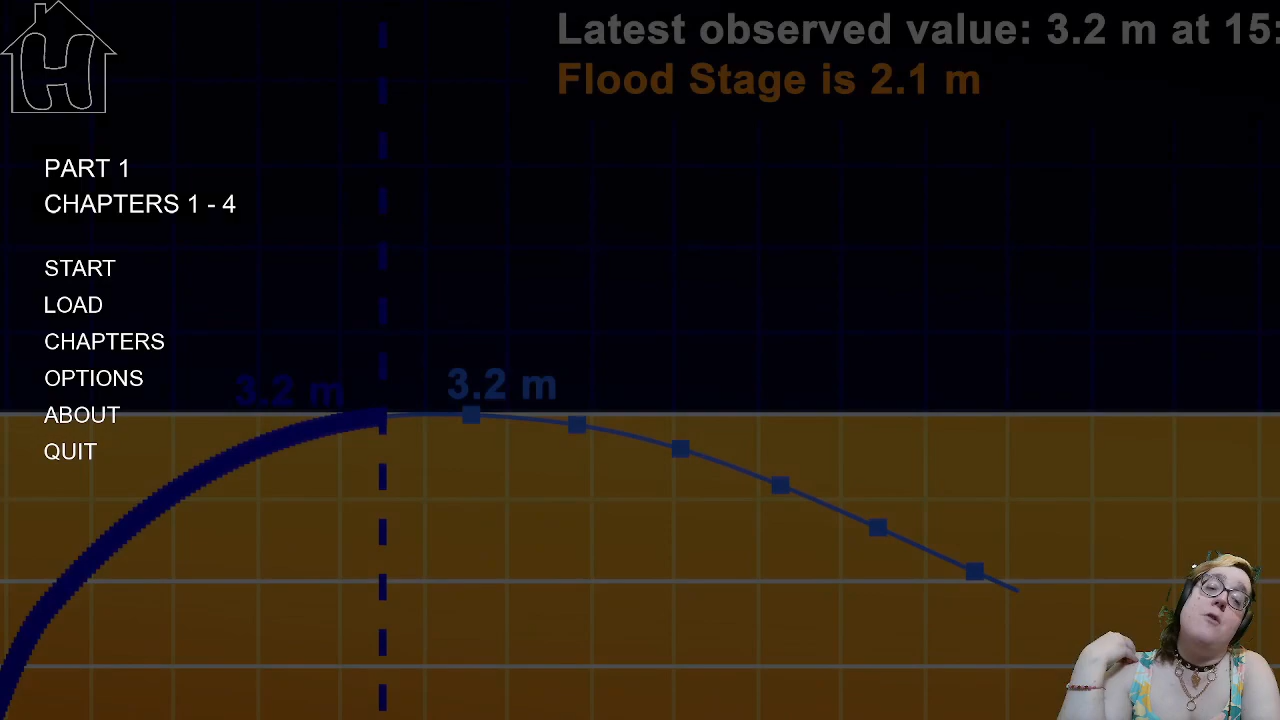 H
Latest observed value: 3.2 m at 15:
Flood Stage is 2.1 m
PART 1
CHAPTERS 1 - 4
START
LOAD
CHAPTERS
OPTIONS
ABOUT
QUIT
3.2 m
3.2 m